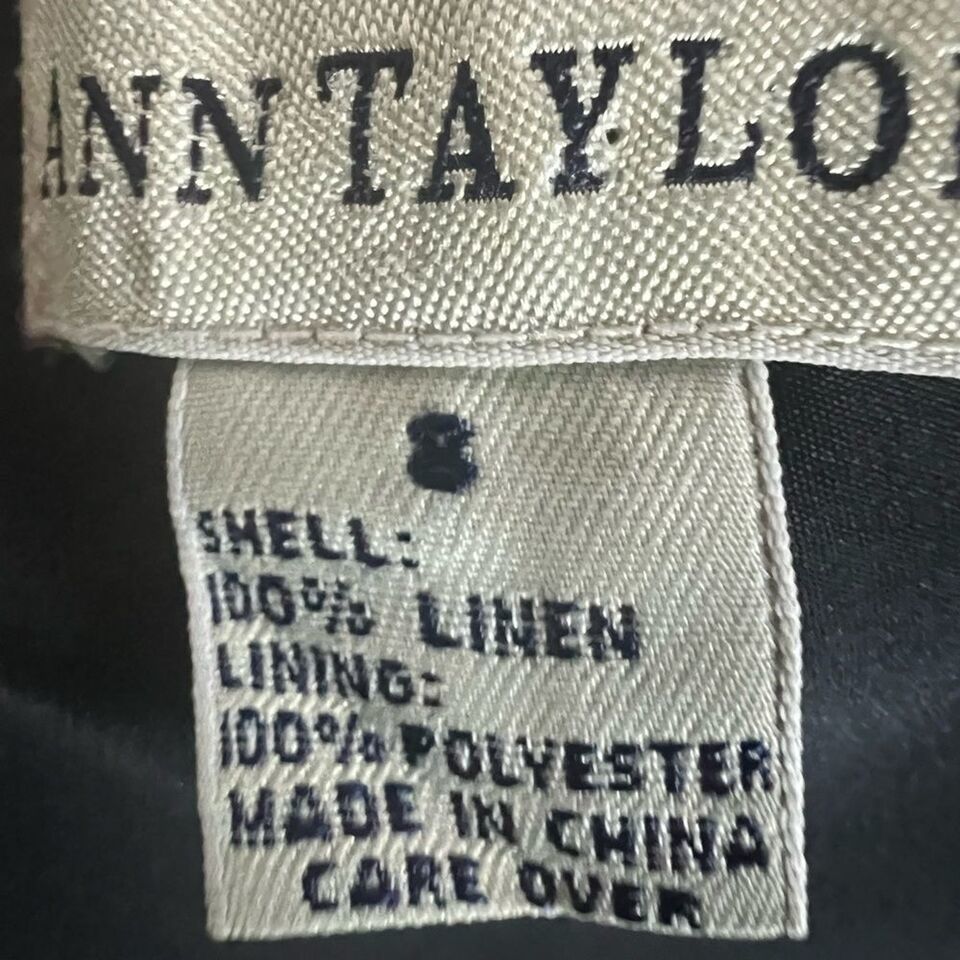 ANN TAYLO
8
SHELL:
100% LINEN
LINING:
100% POLYESTER
MADE IN CHINA
CARE OVER